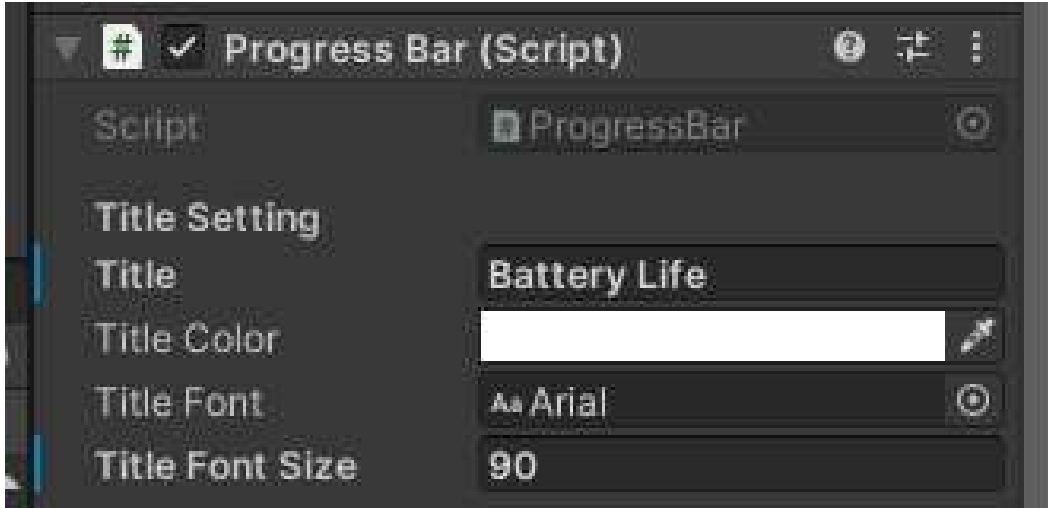 # Progress Bar (Script)
Script # ProgressBar
Title Setting
Title Battery Life
Title Color
Title Font Aa Arial
Title Font Size 90